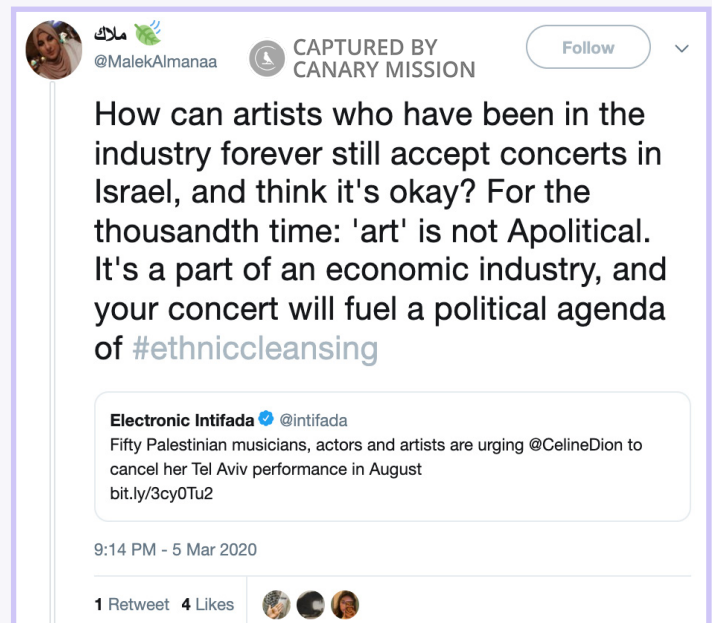 ملاك
@MalekAlmanaa
CAPTURED BY
CANARY MISSION
Follow
How can artists who have been in the
industry forever still accept concerts in
Israel, and think it's okay? For the
thousandth time: 'art' is not Apolitical.
It's a part of an economic industry, and
your concert will fuel a political agenda
of #ethniccleansing
Electronic Intifada @intifada
Fifty Palestinian musicians, actors and artists are urging @CelineDion to
cancel her Tel Aviv performance in August
bit.ly/3cy0Tu2
9:14 PM - 5 Mar 2020
1 Retweet 4 Likes